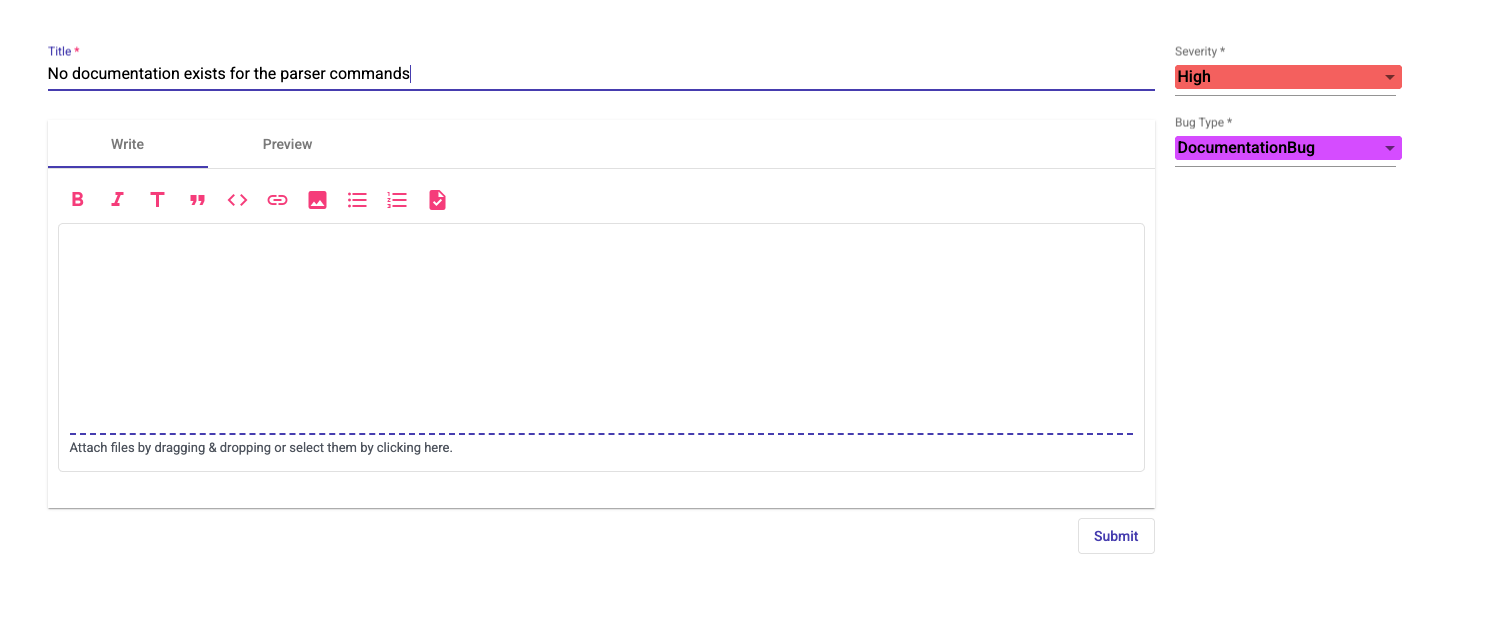 Title *
No documentation exists for the parser commands
Severity *
High
Bug Type *
DocumentationBug
Write
Preview
Attach files by dragging & dropping or select them by clicking here.
Submit